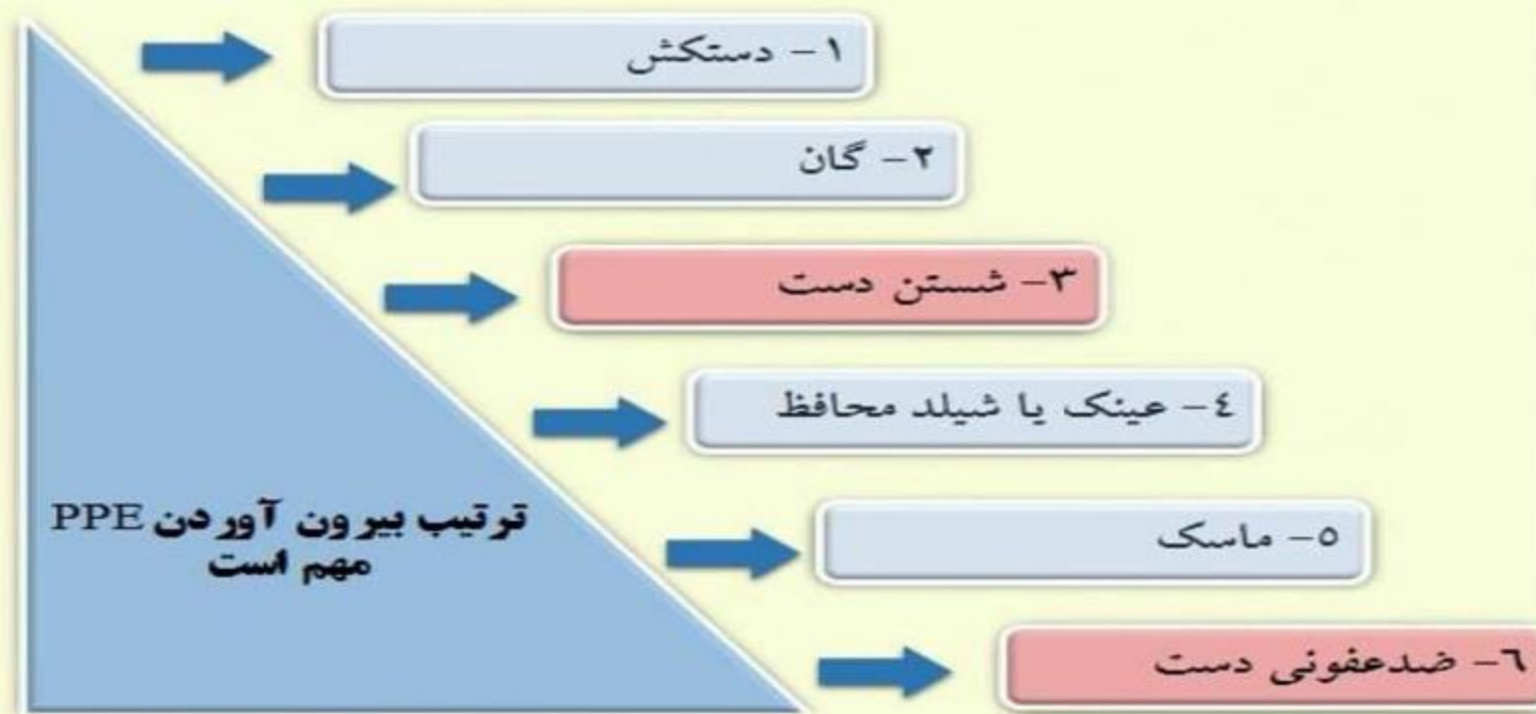 ۱- دستکش
۲- گان
۳- شستن دست
٤- عینک یا شیلد محافظ
٥- ماسک
٦- ضدعفونی دست
ترتیب بیرون آوردن PPE
مهم است